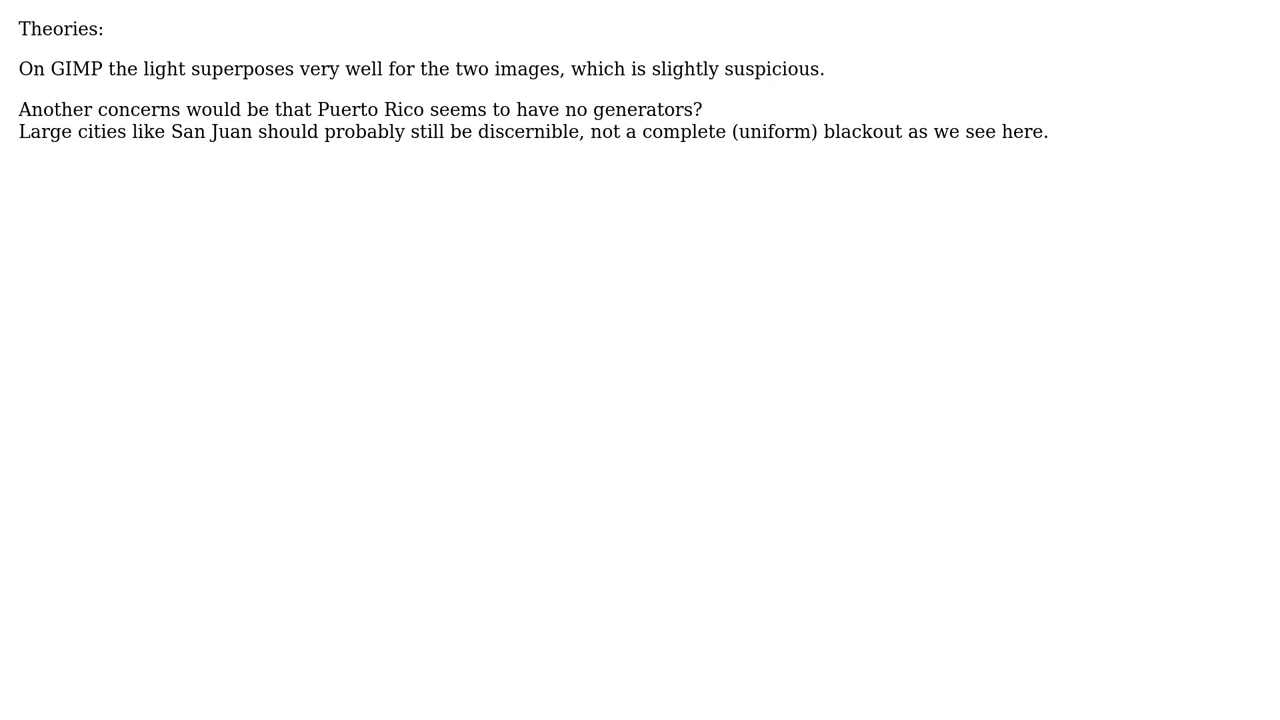 Theories:
On GIMP the light superposes very well for the two images, which is slightly suspicious.
Another concerns would be that Puerto Rico seems to have no generators?
Large cities like San Juan should probably still be discernible, not a complete (uniform) blackout as we see here.